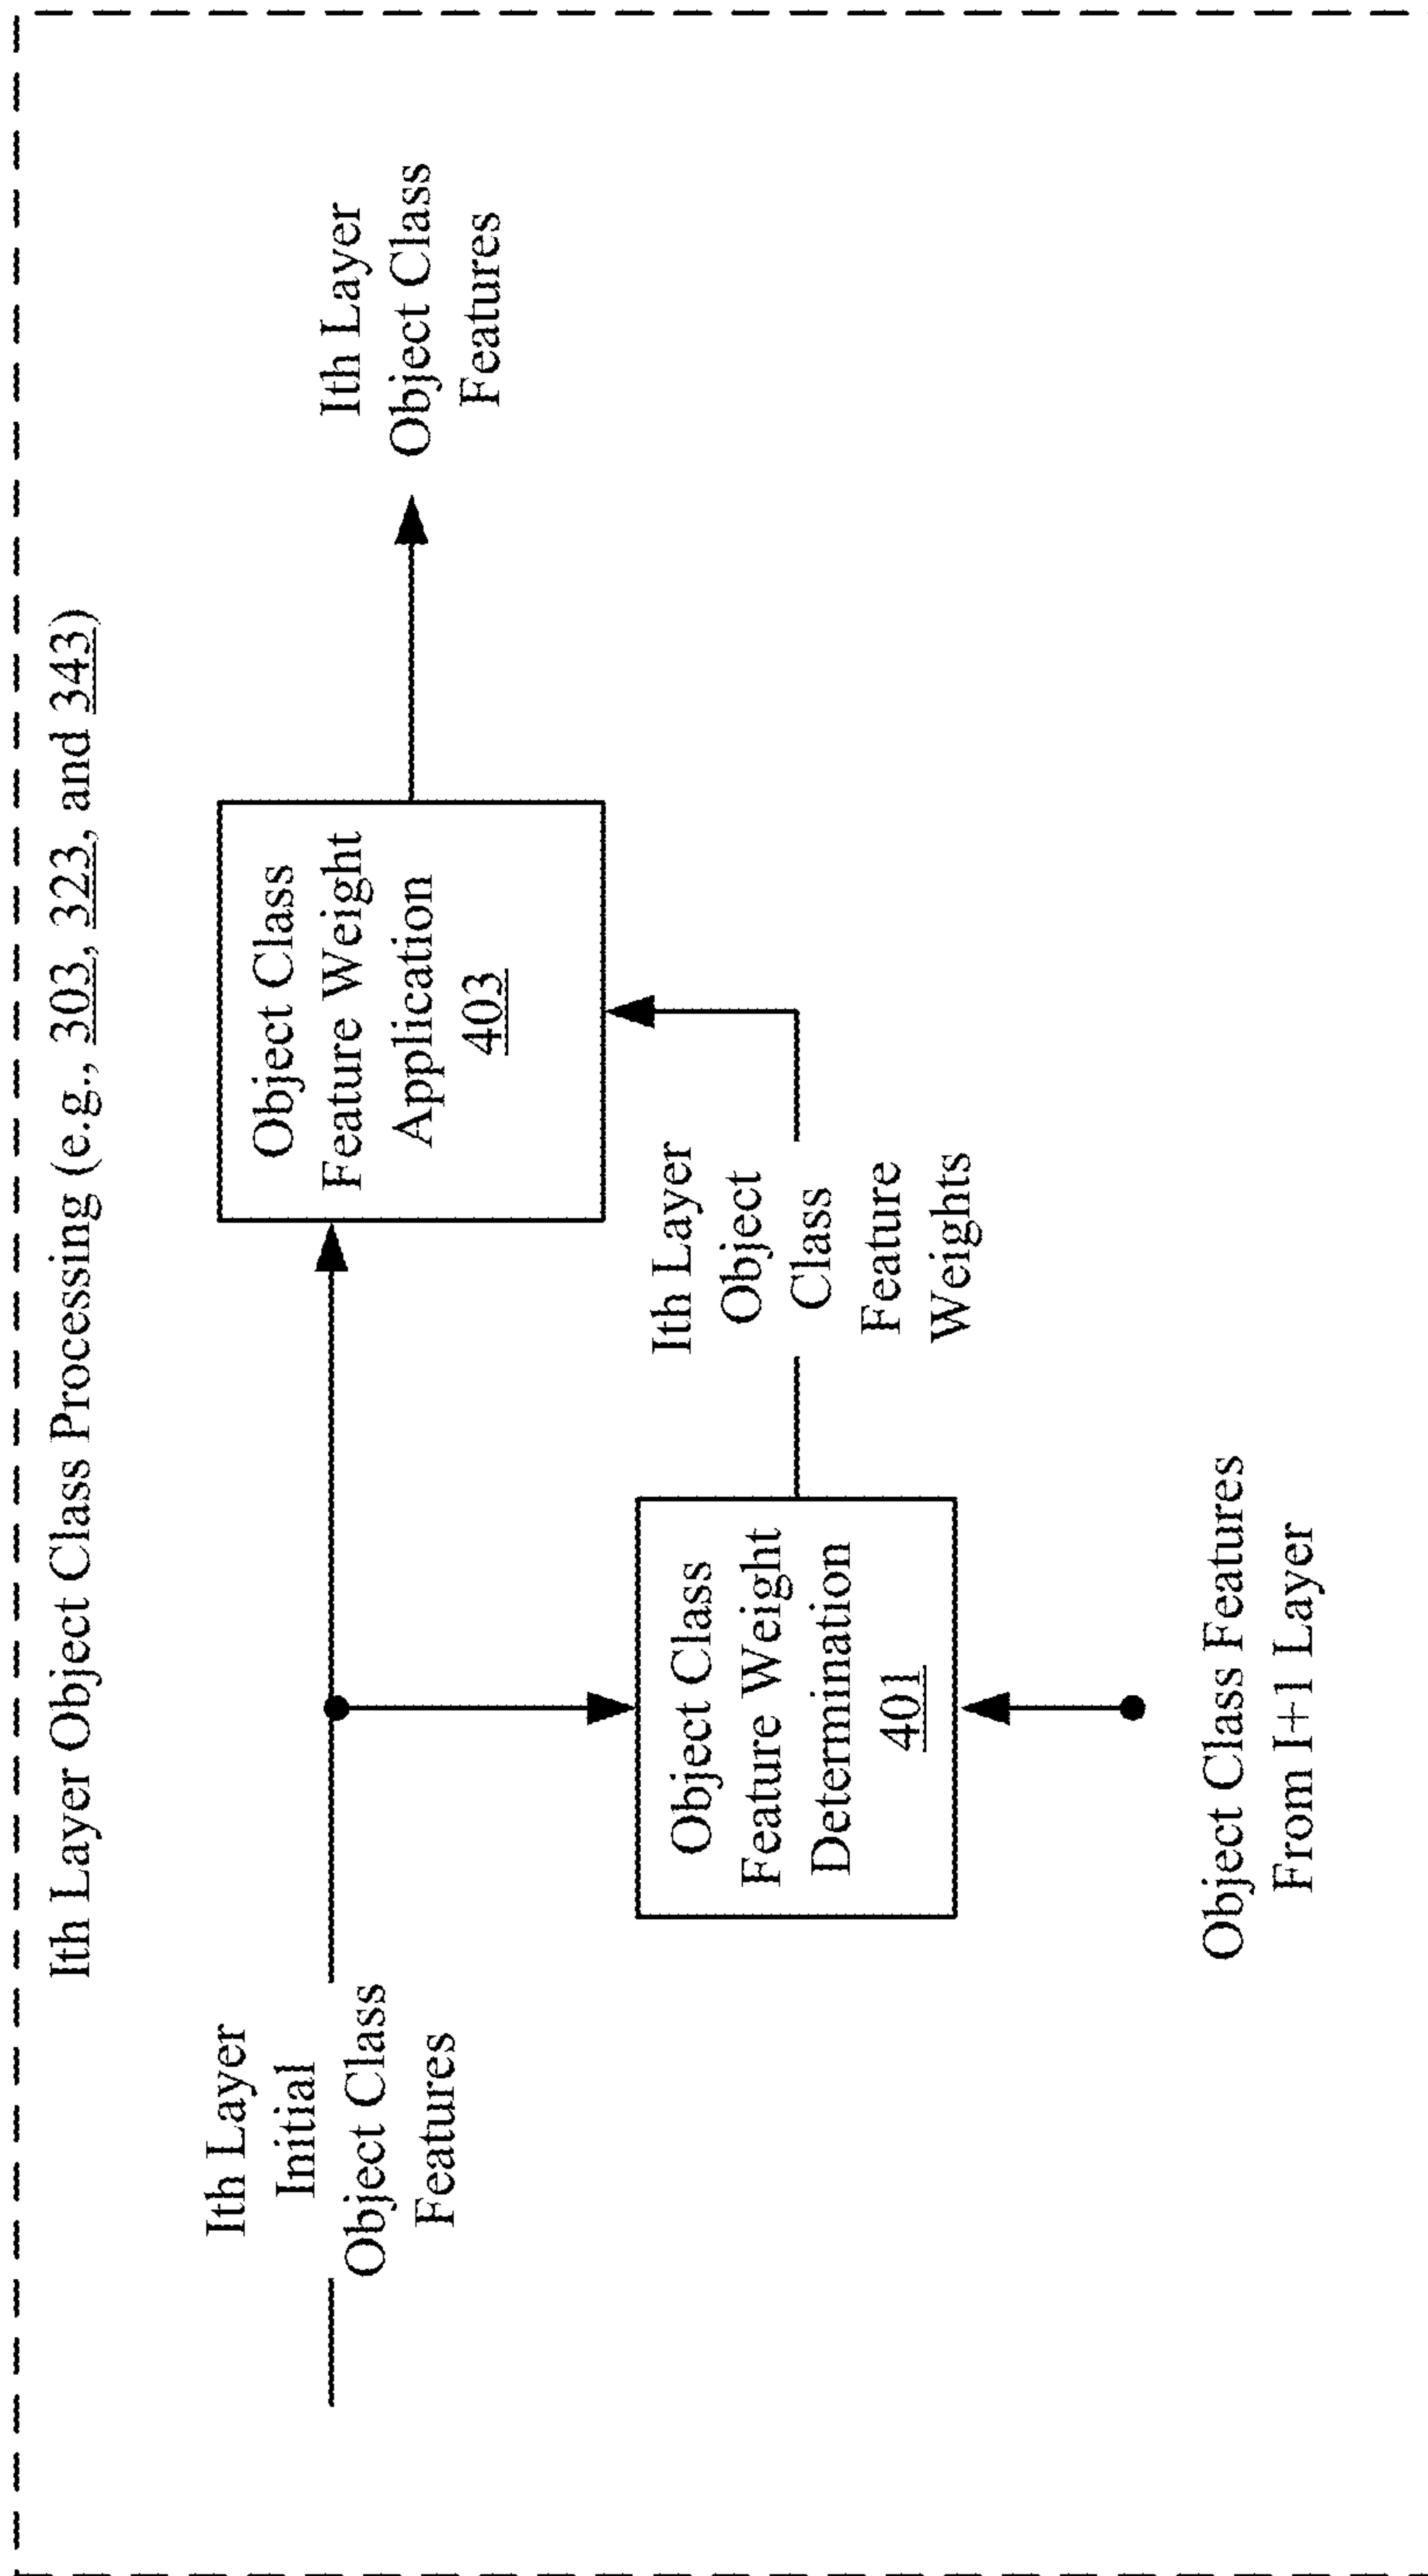 Ith Layer Object Class Processing (e.g., 303, 323, and 343)
Ith Layer
Initial
Object Class
Features
Object Class
Feature Weight
Determination
401
Object Class Features
From I+1 Layer
Ith Layer
Object
Class
Feature
Weights
Object Class
Feature Weight
Application
403
Ith Layer
Object Class
Features